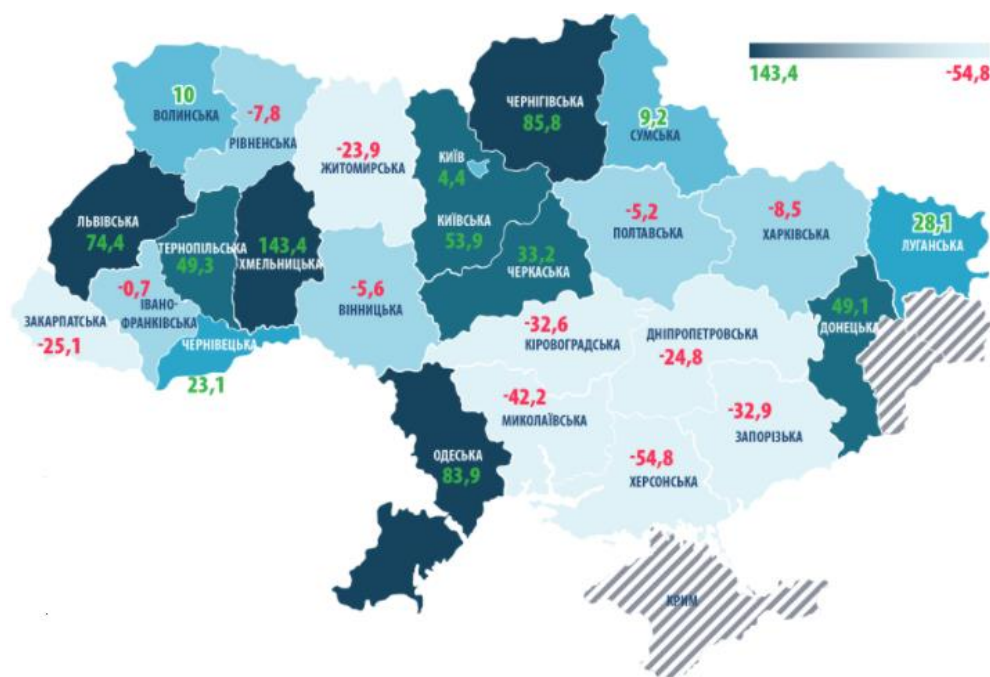 143,4
-54,8
10
ВОЛИНСЬКА
-7,8
РІВНЕНСЬКА
-23,9
ЖИТОМИРСЬКА
КИЇВ
4,4
КИЇВСЬКА
53,9
ЧЕРНІГІВСЬКА
85,8
9,2
СУМСЬКА
ЛЬВІВСЬКА
74,4
ТЕРНОПІЛЬСЬКА
49,3
143,4
ХМЕЛЬНИЦЬКА
33,2
ЧЕРКАСЬКА
-5,2
ПОЛТАВСЬКА
-8,5
ХАРКІВСЬКА
28,1
ЛУГАНСЬКА
ЗАКАРПАТСЬКА
-25,1
-0,7
ІВАНО-
ФРАНКІВСЬКА
ЧЕРНІВЕЦЬКА
23,1
-5,6
ВІННИЦЬКА
-32,6
КІРОВОГРАДСЬКА
ДНІПРОПЕТРОВСЬКА
-24,8
49,1
ДОНЕЦЬКА
-42,2
МИКОЛАЇВСЬКА
-32,9
ЗАПОРІЗЬКА
ОДЕСЬКА
83,9
-54,8
ХЕРСОНСЬКА
КРИМ